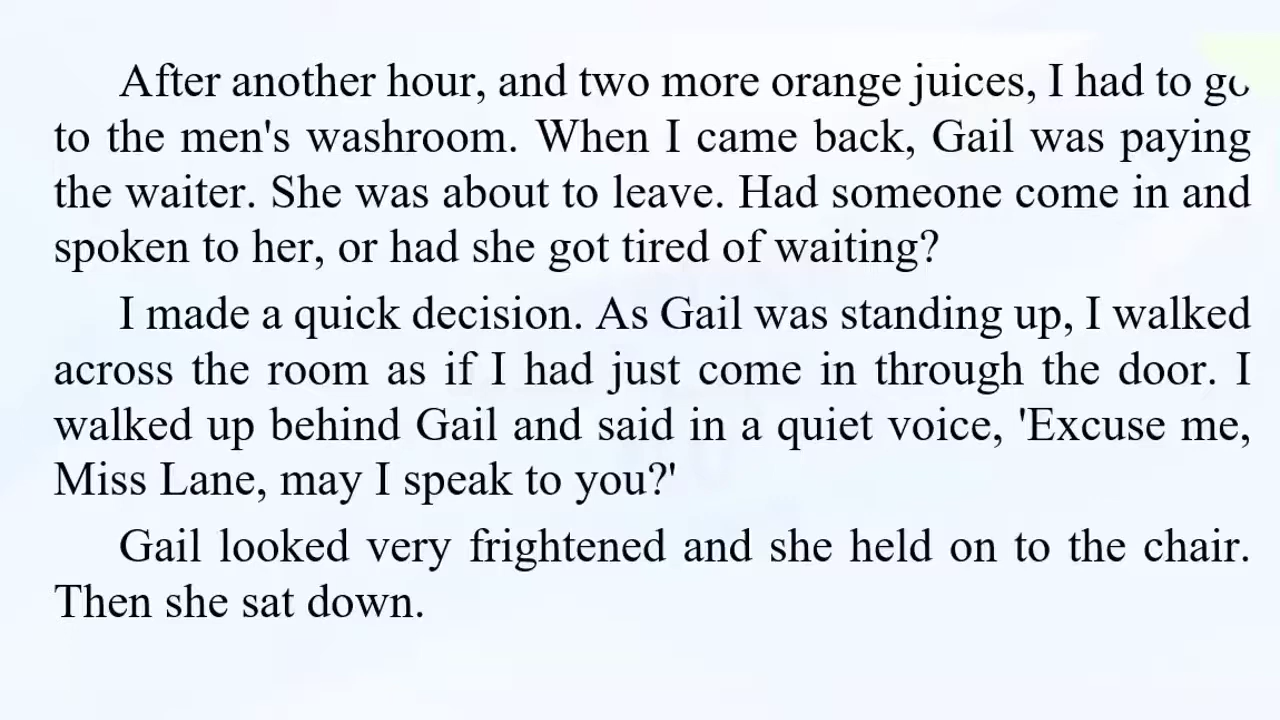 After another hour, and two more orange juices, I had to go
to the men's washroom. When I came back, Gail was paying
the waiter. She was about to leave. Had someone come in and
spoken to her, or had she got tired of waiting?
I made a quick decision. As Gail was standing up, I walked
across the room as if I had just come in through the door. I
walked up behind Gail and said in a quiet voice, 'Excuse me,
Miss Lane, may I speak to you?'
Gail looked very frightened and she held on to the chair.
Then she sat down.